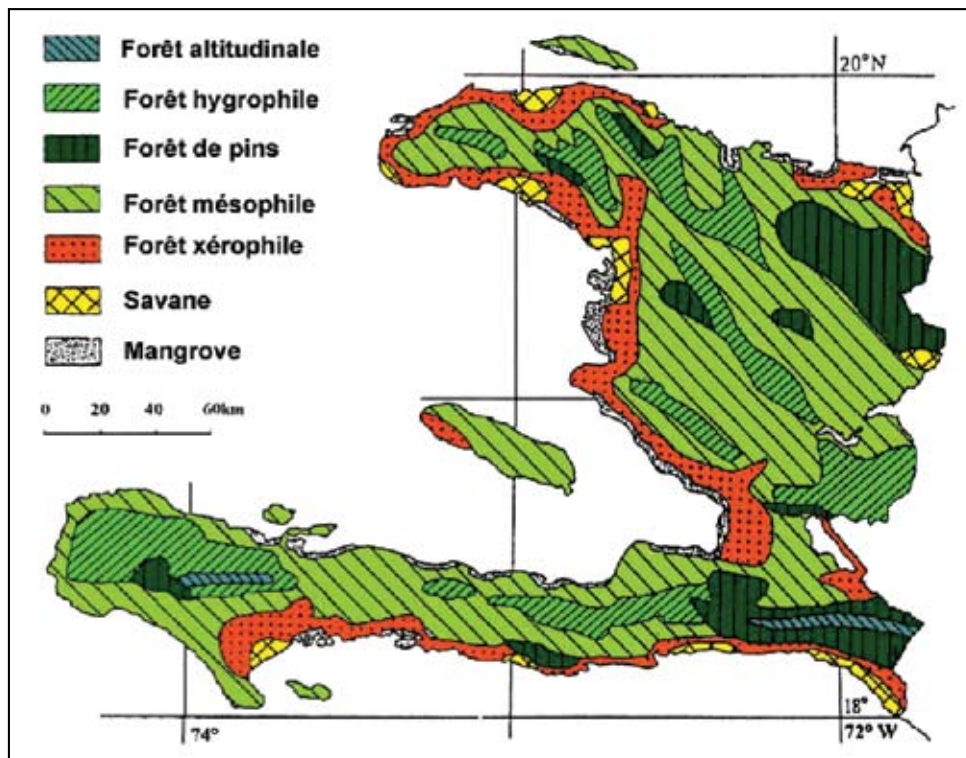 Forêt altitudinale
Forêt hygrophile
Forêt de pins
Forêt mésophile
Forêt xérophile
Savane
Mangrove
0 20 40 60km
20°N
18°
74°
72° W